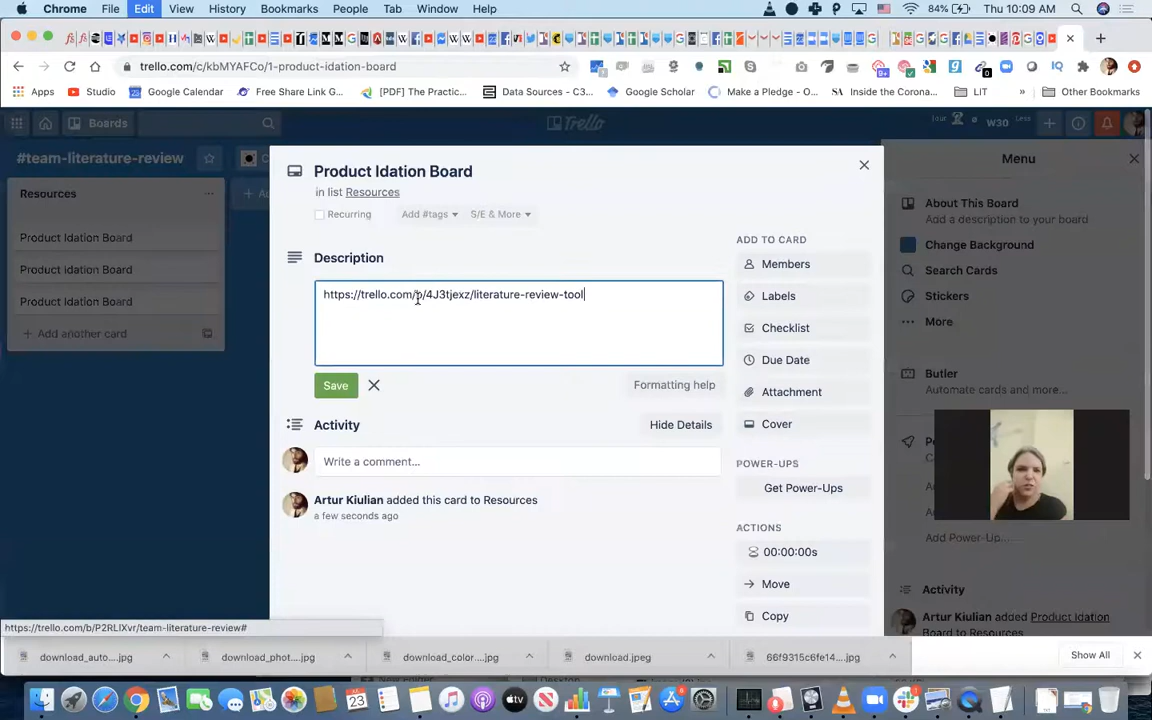 Chrome File Edit View History Bookmarks People Tab Window Help 84% Thu 10:09 AM
trello.com/c/kbMYAFCo/1-product-idation-board
Apps Studio Google Calendar Free Share Link G... [PDF] The Practic... Data Sources - C3... Google Scholar Make a Pledge - O... Inside the Corona... LIT » Other Bookmarks
Boards Trello W30 Less
#team-literature-review
Menu
Resources
Product Idation Board
Product Idation Board
Product Idation Board
+ Add another card
Product Idation Board
in list Resources
Recurring Add #tags S/E & More
Description
https://trello.com/b/4J3tjexz/literature-review-tool
Save Formatting help
Activity Hide Details
Write a comment...
Artur Kiulian added this card to Resources
a few seconds ago
ADD TO CARD
Members
Labels
Checklist
Due Date
Attachment
Cover
POWER-UPS
Get Power-Ups
ACTIONS
00:00:00s
Move
Copy
About This Board
Add a description to your board
Change Background
Search Cards
Stickers
More
Butler
Automate cards and more...
Add Power-Up...
Activity
Artur Kiulian added Product Idation
Board to Resources
https://trello.com/b/P2RLIXvr/team-literature-review#
download_auto....jpg download_phot....jpg download_color....jpg download.jpeg 66f9315c6fe14....jpg Show All